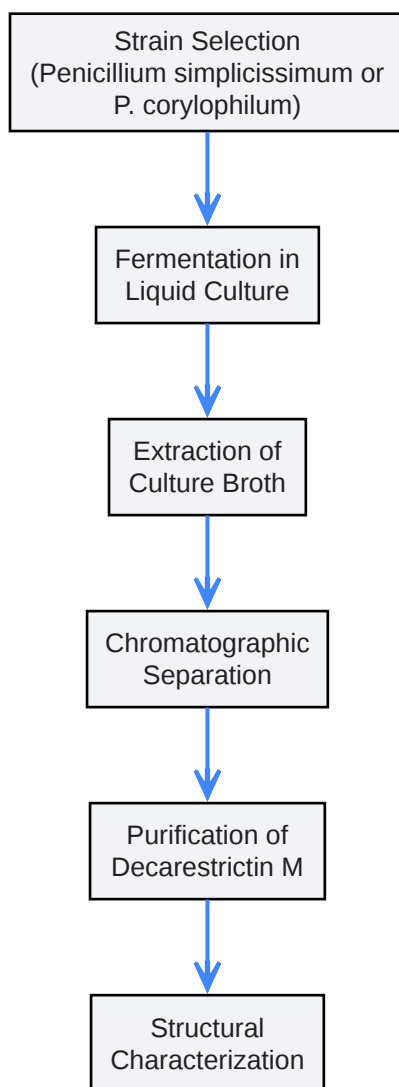 Strain Selection
(Penicillium simplicissimum or
P. corylophilum)
Fermentation in
Liquid Culture
Extraction of
Culture Broth
Chromatographic
Separation
Purification of
Decarestrictin M
Structural
Characterization